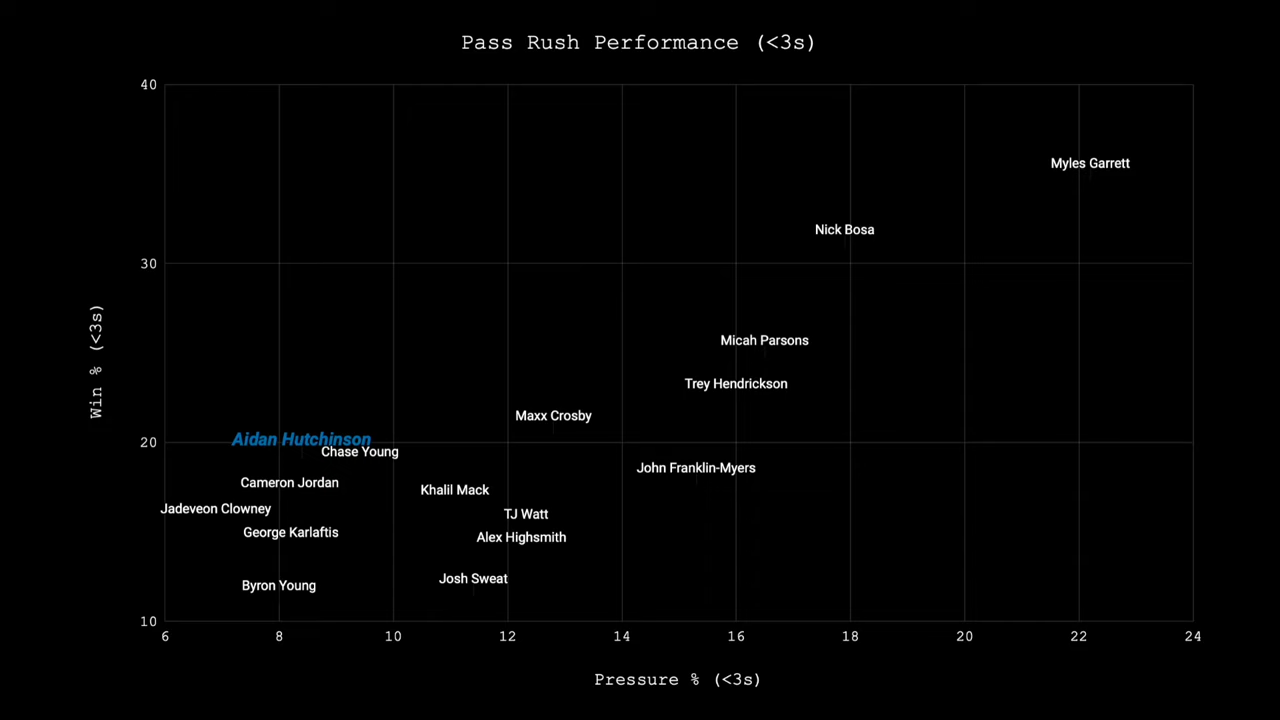 Pass Rush Performance (<3s)
40
Myles Garrett
Nick Bosa
30
Win % (<3s)
Micah Parsons
Trey Hendrickson
Maxx Crosby
20
Aidan Hutchinson
Chase Young
John Franklin-Myers
Cameron Jordan
Khalil Mack
Jadeveon Clowney
TJ Watt
George Karlaftis
Alex Highsmith
Josh Sweat
Byron Young
10
6 8 10 12 14 16 18 20 22 24
Pressure % (<3s)